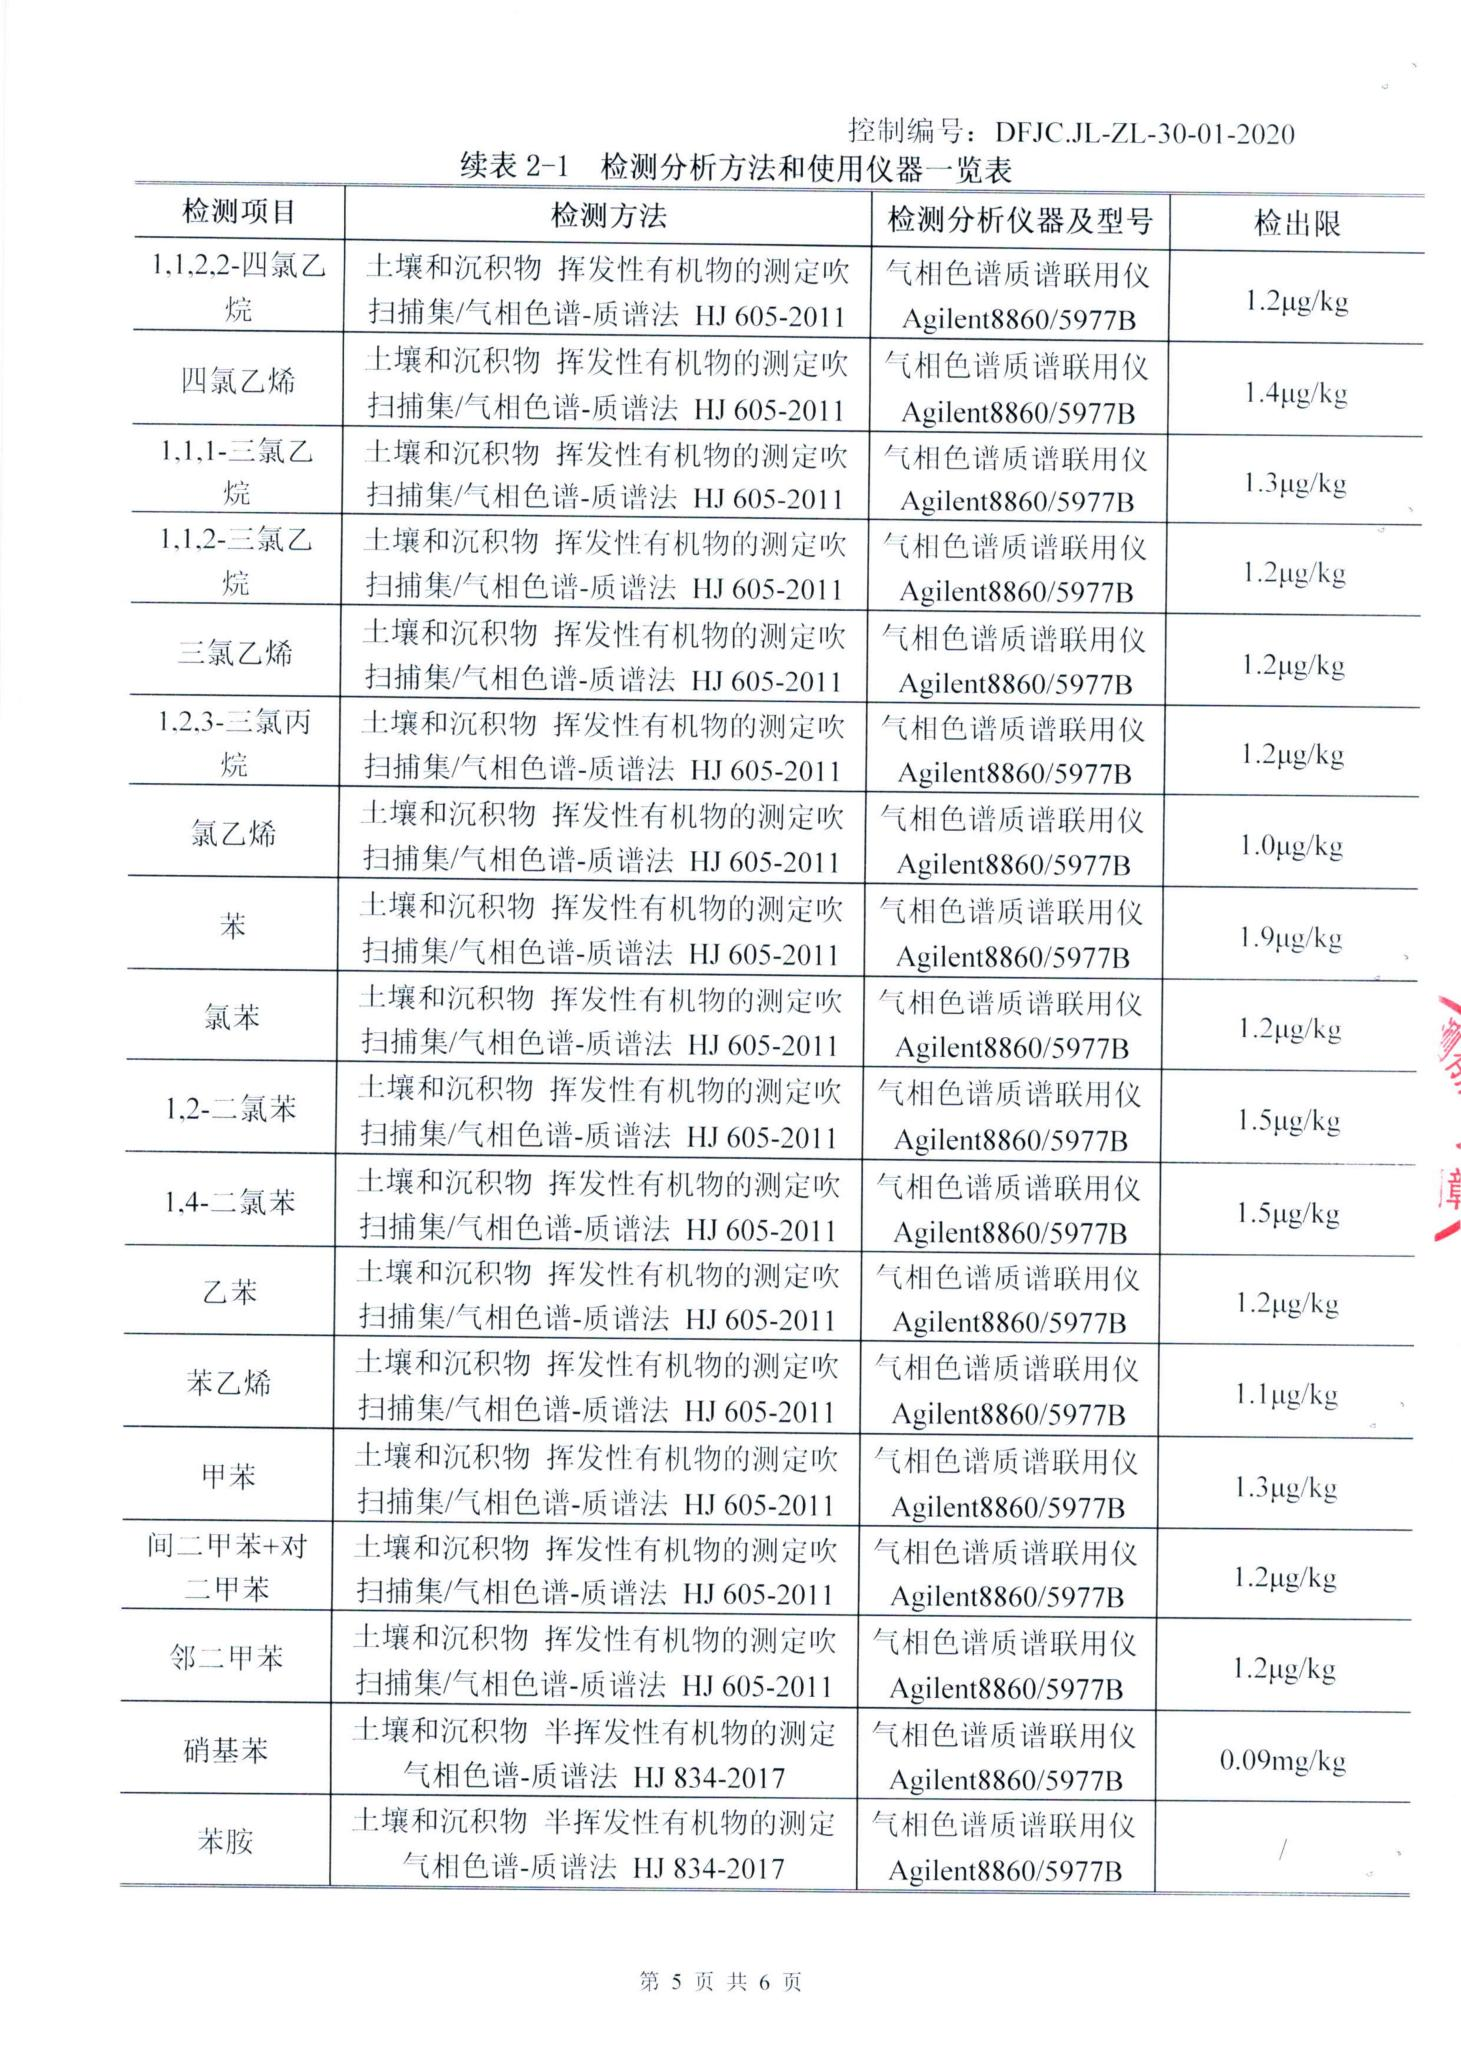 控制编号：DFJC.JL-ZL-30-01-2020
续表 2-1 检测分析方法和使用仪器一览表
检测项目 检测方法 检测分析仪器及型号 检出限
1,1,2,2-四氯乙 土壤和沉积物 挥发性有机物的测定吹 气相色谱质谱联用仪
烷 扫捕集/气相色谱-质谱法 HJ 605-2011 Agilent8860/5977B 1.2μg/kg
四氯乙烯 土壤和沉积物 挥发性有机物的测定吹 气相色谱质谱联用仪 1.4μg/kg
扫捕集/气相色谱-质谱法 HJ 605-2011 Agilent8860/5977B
1,1,1-三氯乙 土壤和沉积物 挥发性有机物的测定吹 气相色谱质谱联用仪 1.3μg/kg
烷 扫捕集/气相色谱-质谱法 HJ 605-2011 Agilent8860/5977B
1,1,2-三氯乙 土壤和沉积物 挥发性有机物的测定吹 气相色谱质谱联用仪 1.2μg/kg
烷 扫捕集/气相色谱-质谱法 HJ 605-2011 Agilent8860/5977B
三氯乙烯 土壤和沉积物 挥发性有机物的测定吹 气相色谱质谱联用仪 1.2μg/kg
扫捕集/气相色谱-质谱法 HJ 605-2011 Agilent8860/5977B
1,2,3-三氯丙 土壤和沉积物 挥发性有机物的测定吹 气相色谱质谱联用仪 1.2μg/kg
烷 扫捕集/气相色谱-质谱法 HJ 605-2011 Agilent8860/5977B
氯乙烯 土壤和沉积物 挥发性有机物的测定吹 气相色谱质谱联用仪 1.0μg/kg
扫捕集/气相色谱-质谱法 HJ 605-2011 Agilent8860/5977B
苯 土壤和沉积物 挥发性有机物的测定吹 气相色谱质谱联用仪 1.9μg/kg
扫捕集/气相色谱-质谱法 HJ 605-2011 Agilent8860/5977B
氯苯 土壤和沉积物 挥发性有机物的测定吹 气相色谱质谱联用仪 1.2μg/kg
扫捕集/气相色谱-质谱法 HJ 605-2011 Agilent8860/5977B
1,2-二氯苯 土壤和沉积物 挥发性有机物的测定吹 气相色谱质谱联用仪 1.5μg/kg
扫捕集/气相色谱-质谱法 HJ 605-2011 Agilent8860/5977B
1,4-二氯苯 土壤和沉积物 挥发性有机物的测定吹 气相色谱质谱联用仪 1.5μg/kg
扫捕集/气相色谱-质谱法 HJ 605-2011 Agilent8860/5977B
乙苯 土壤和沉积物 挥发性有机物的测定吹 气相色谱质谱联用仪 1.2μg/kg
扫捕集/气相色谱-质谱法 HJ 605-2011 Agilent8860/5977B
苯乙烯 土壤和沉积物 挥发性有机物的测定吹 气相色谱质谱联用仪 1.1μg/kg
扫捕集/气相色谱-质谱法 HJ 605-2011 Agilent8860/5977B
甲苯 土壤和沉积物 挥发性有机物的测定吹 气相色谱质谱联用仪 1.3μg/kg
扫捕集/气相色谱-质谱法 HJ 605-2011 Agilent8860/5977B
间二甲苯+对 土壤和沉积物 挥发性有机物的测定吹 气相色谱质谱联用仪 1.2μg/kg
二甲苯 扫捕集/气相色谱-质谱法 HJ 605-2011 Agilent8860/5977B
邻二甲苯 土壤和沉积物 挥发性有机物的测定吹 气相色谱质谱联用仪 1.2μg/kg
扫捕集/气相色谱-质谱法 HJ 605-2011 Agilent8860/5977B
硝基苯 土壤和沉积物 半挥发性有机物的测定 气相色谱质谱联用仪 0.09mg/kg
气相色谱-质谱法 HJ 834-2017 Agilent8860/5977B
苯胺 土壤和沉积物 半挥发性有机物的测定 气相色谱质谱联用仪 /
气相色谱-质谱法 HJ 834-2017 Agilent8860/5977B
章
第 5 页 共 6 页